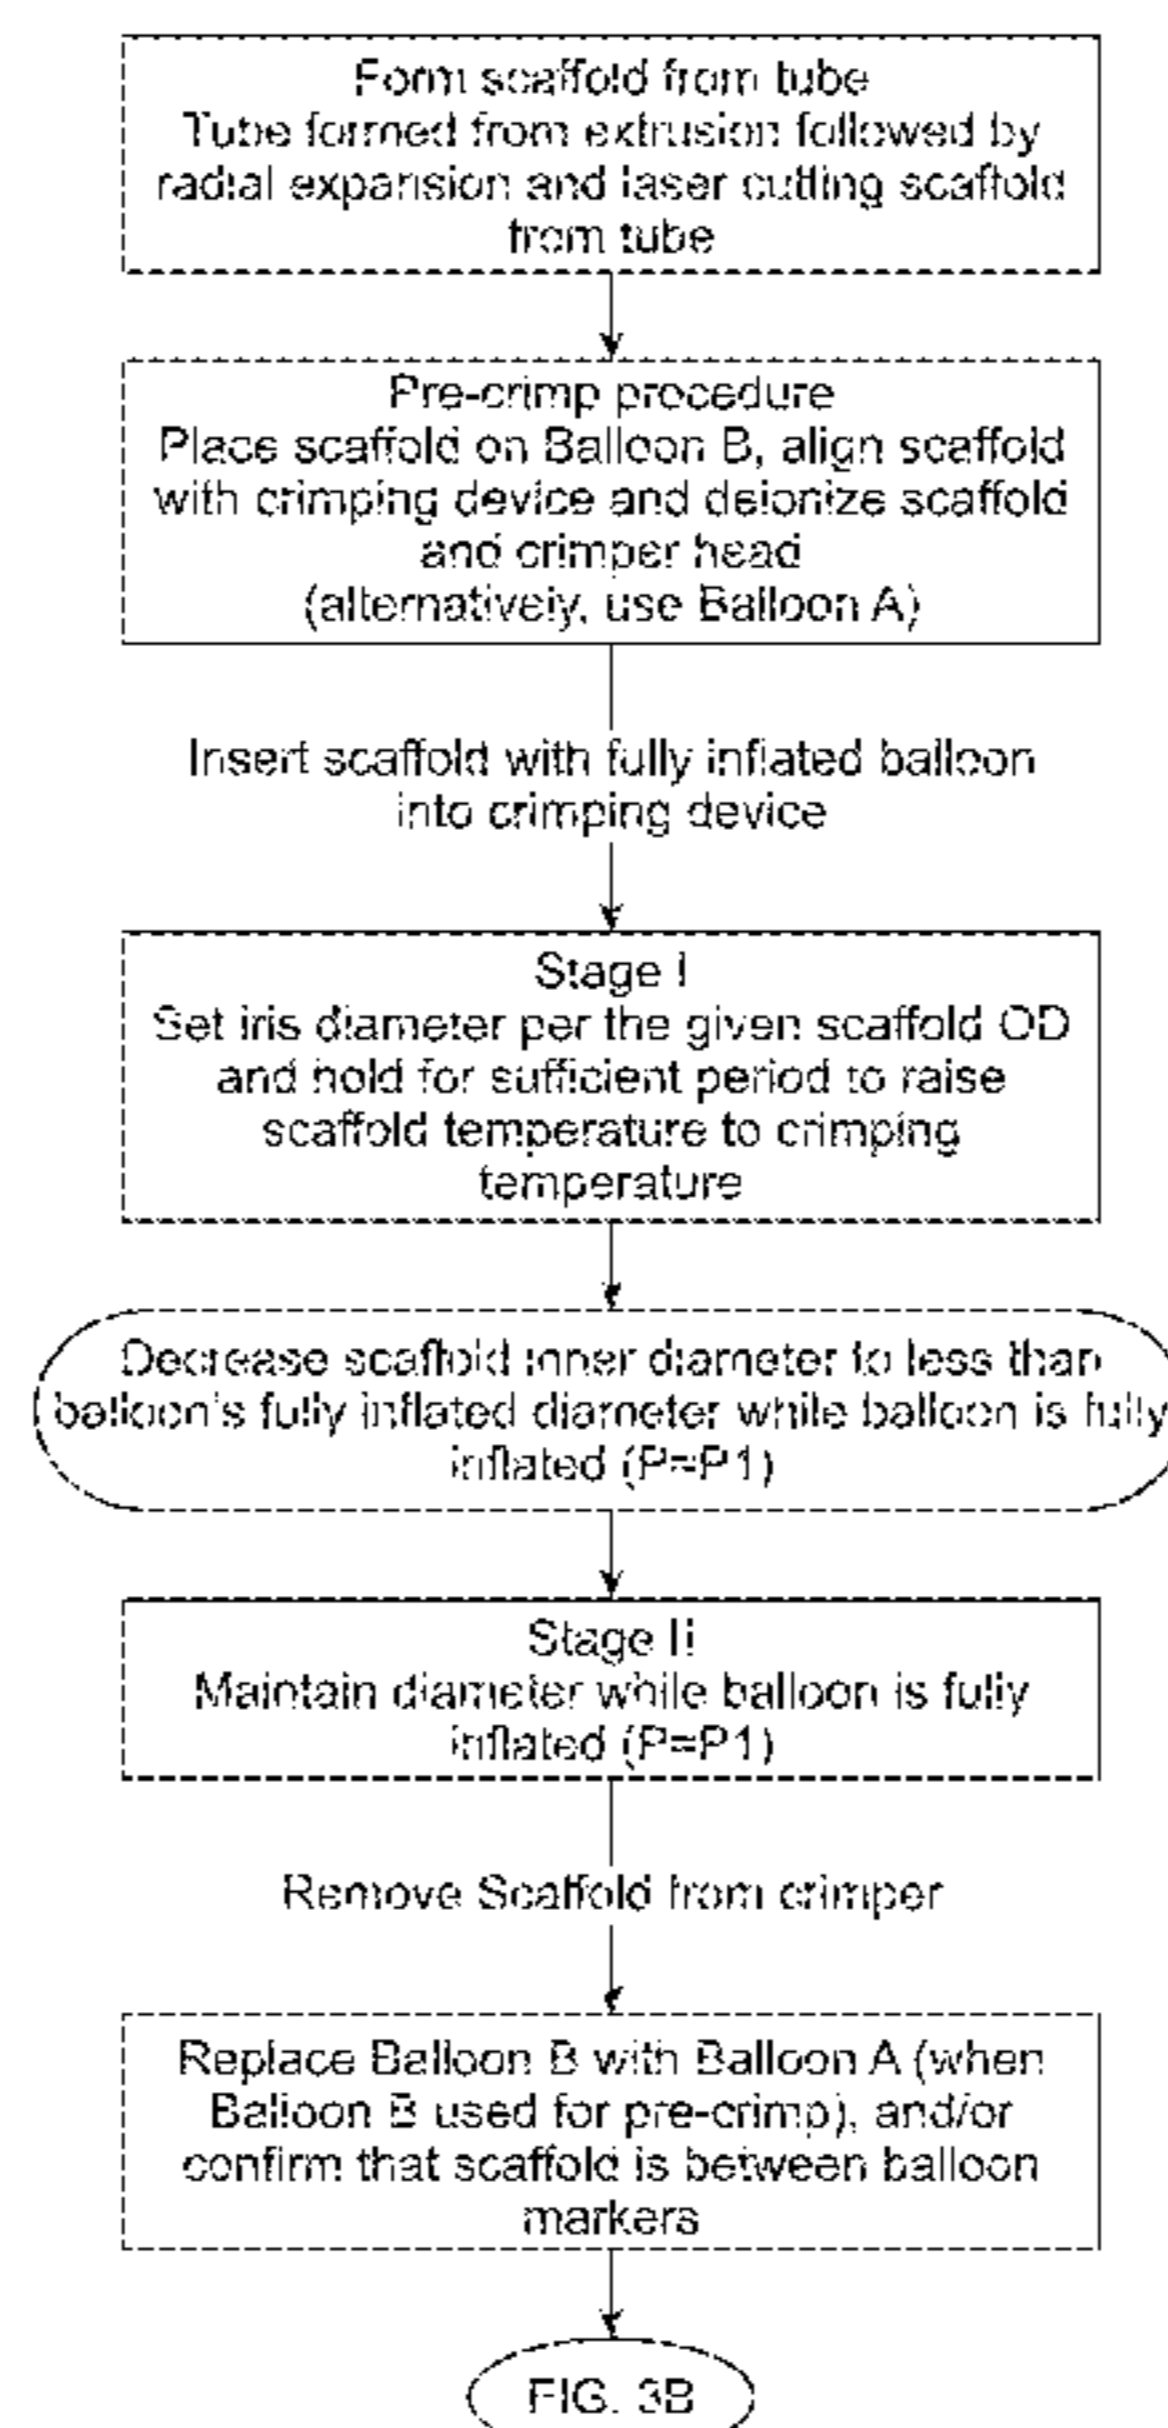 Form scaffold from tube
Tube formed from extrusion followed by
radial expansion and laser cutting scaffold
from tube
Pre-crimp procedure
Place scaffold on Balloon B, align scaffold
with crimping device and deionize scaffold
and crimper head
(alternatively, use Balloon A)
Insert scaffold with fully inflated balloon
into crimping device
Stage I
Set iris diameter per the given scaffold OD
and hold for sufficient period to raise
scaffold temperature to crimping
temperature
Decrease scaffold inner diameter to less than
balloon's fully inflated diameter while balloon is fully
inflated (P=P1)
Stage II
Maintain diameter while balloon is fully
inflated (P=P1)
Remove Scaffold from crimper
Replace Balloon B with Balloon A (when
Balloon B used for pre-crimp), and/or
confirm that scaffold is between balloon
markers
FIG. 3B